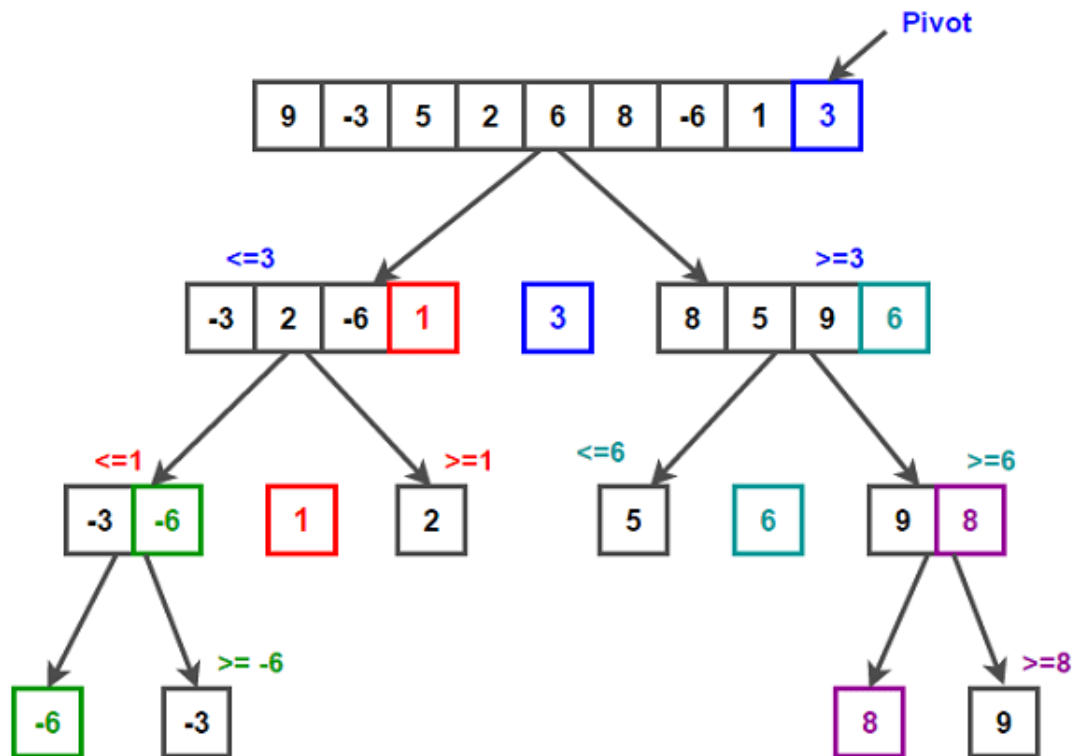 Pivot
9 -3 5 2 6 8 -6 1 3
<=3 >=3
-3 2 -6 1 3 8 5 9 6
<=1 >=1 <=6 >=6
-3 -6 1 2 5 6 9 8
>= -6 >=8
-6 -3 8 9